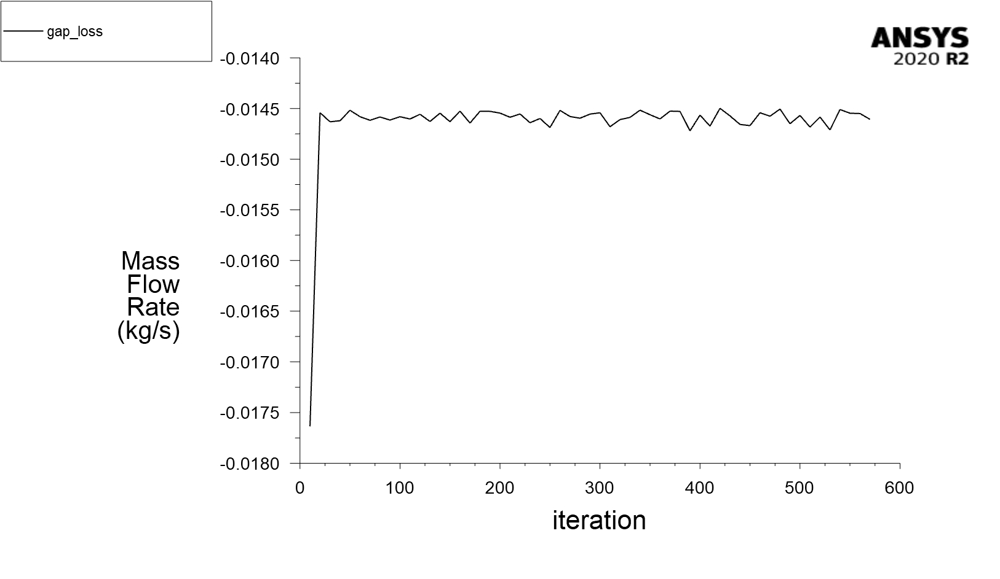 gap_loss
ANSYS
2020 R2
-0.0140
-0.0145
-0.0150
-0.0155
-0.0160
-0.0165
-0.0170
-0.0175
-0.0180
Mass
Flow
Rate
(kg/s)
0 100 200 300 400 500 600
iteration